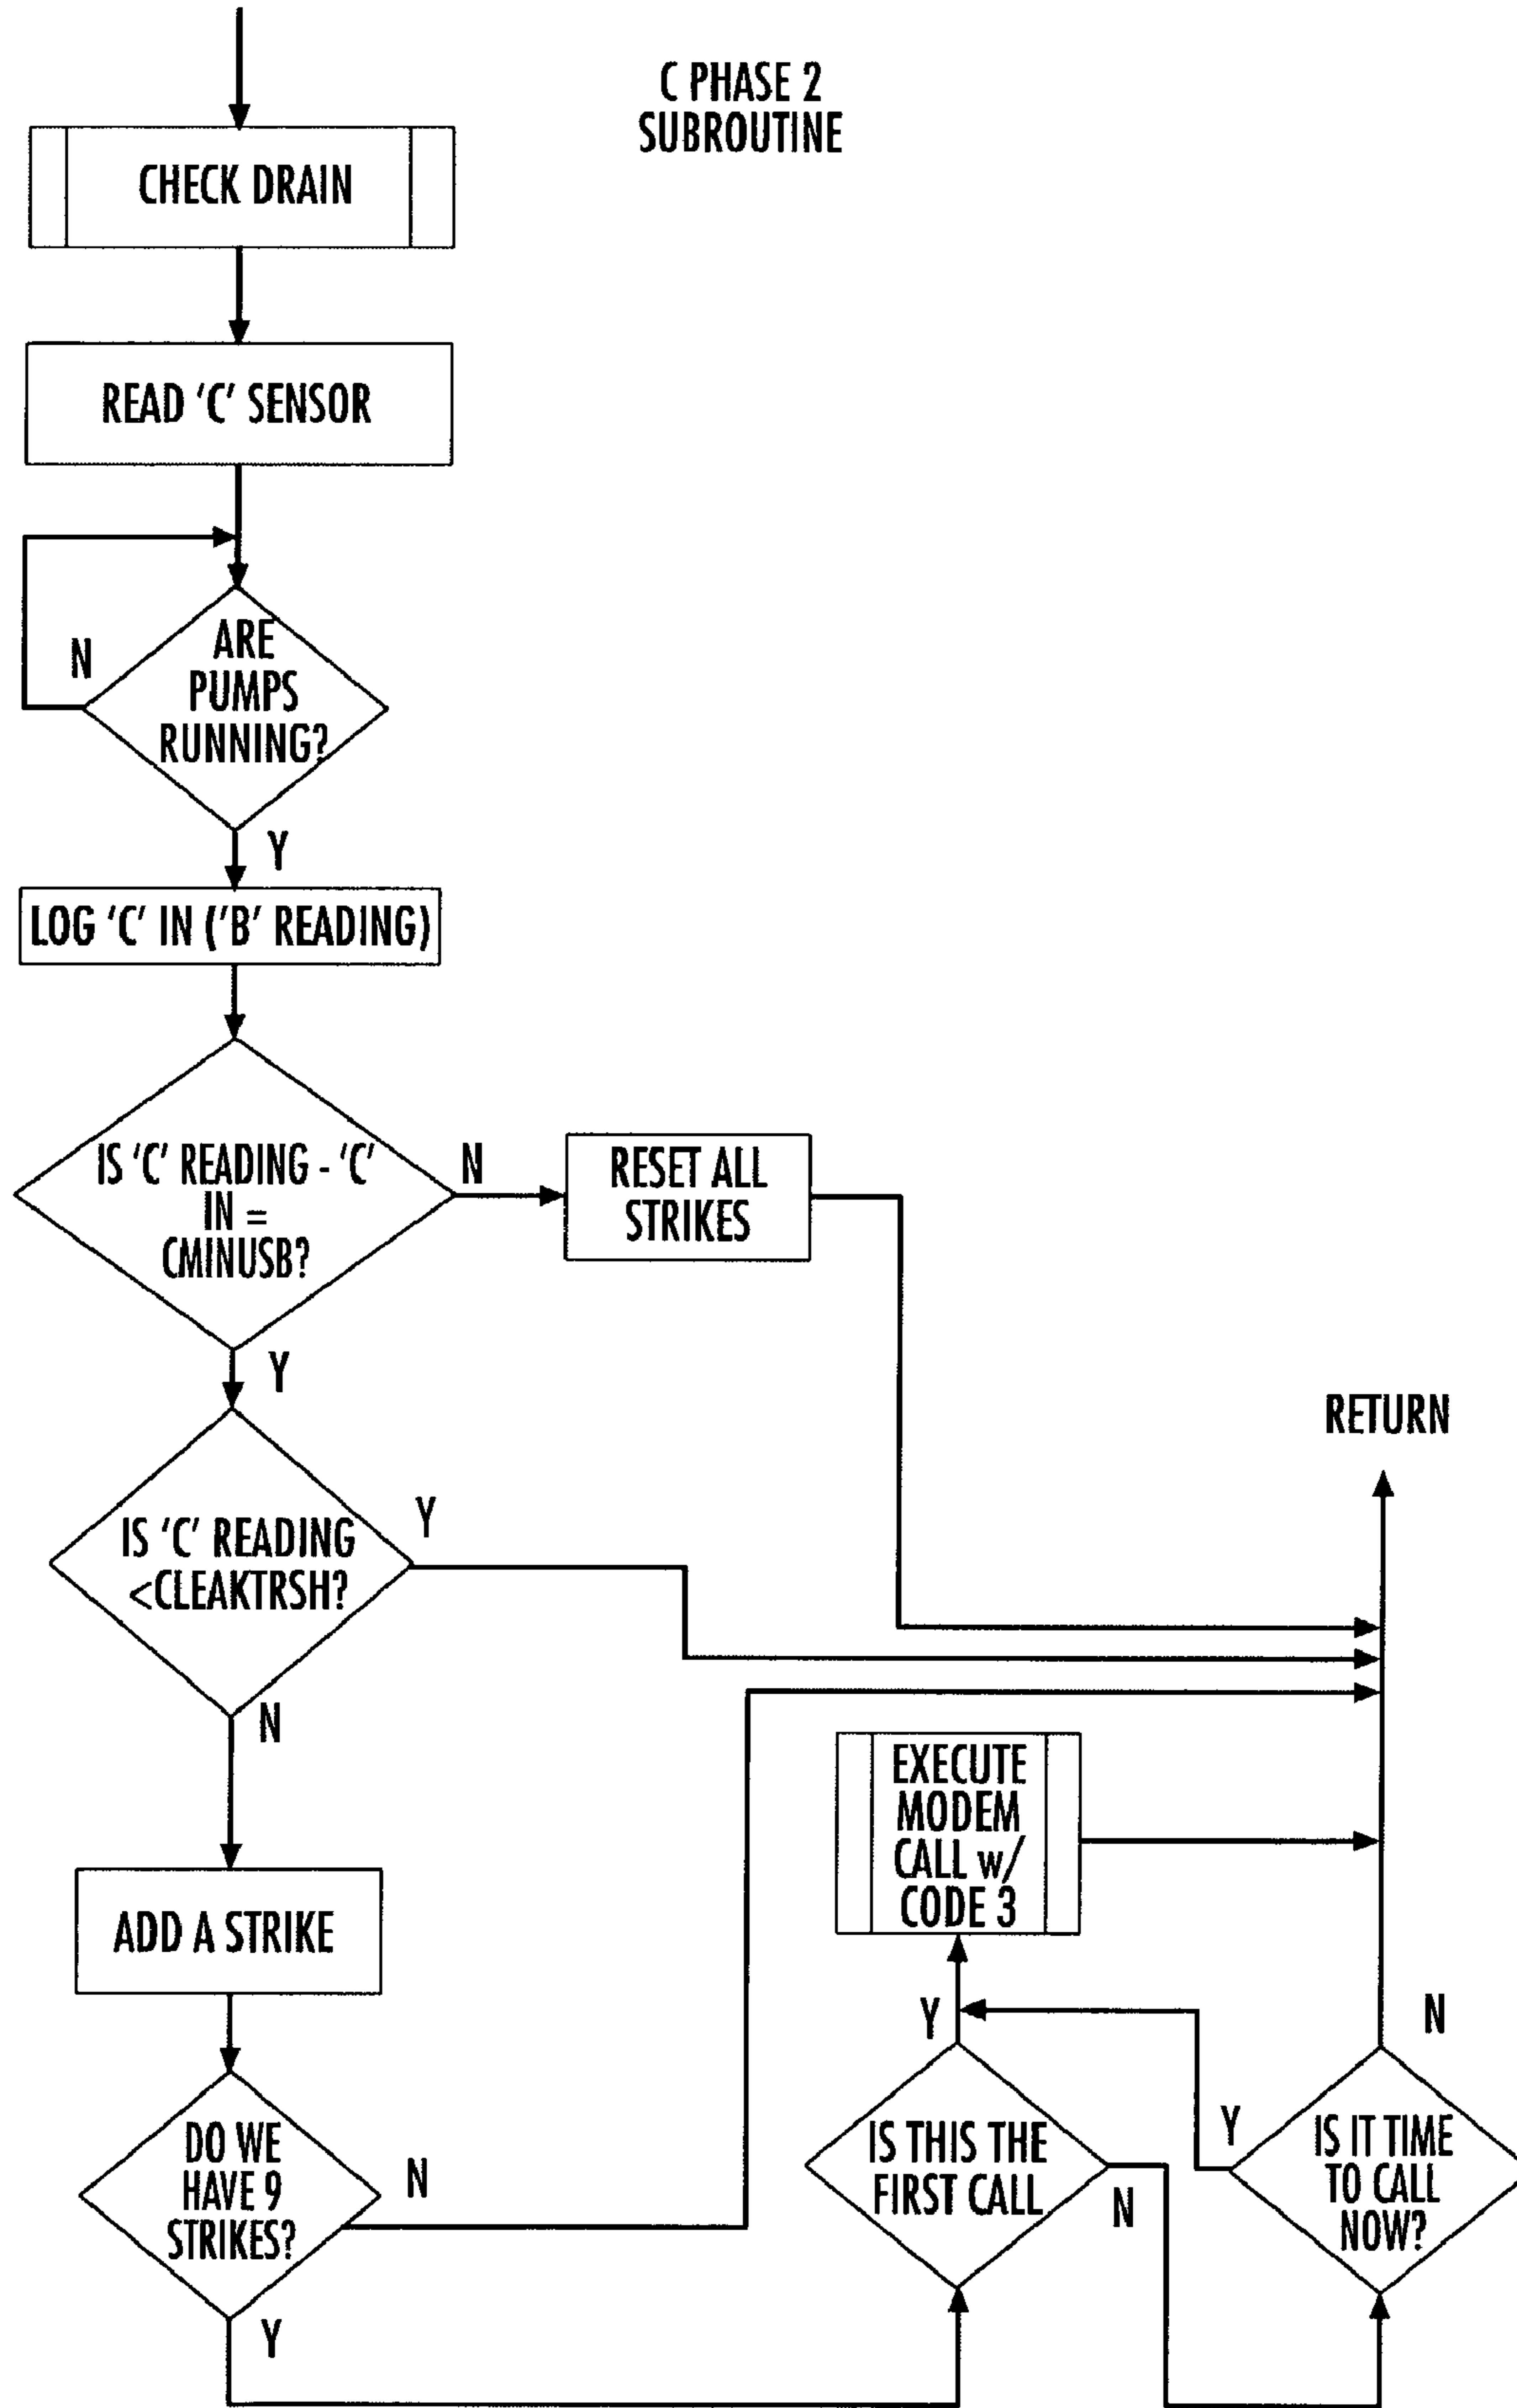 C PHASE 2
SUBROUTINE
CHECK DRAIN
READ 'C' SENSOR
ARE
PUMPS
RUNNING?
N
Y
LOG 'C' IN ('B' READING)
IS 'C' READING - 'C'
IN =
CMINUSB?
N
RESET ALL
STRIKES
Y
IS 'C' READING
<CLEAKTRSH?
Y
N
RETURN
ADD A STRIKE
EXECUTE
MODEM
CALL w/
CODE 3
DO WE
HAVE 9
STRIKES?
N
Y
IS THIS THE
FIRST CALL
Y
N
IS IT TIME
TO CALL
NOW?
Y
N